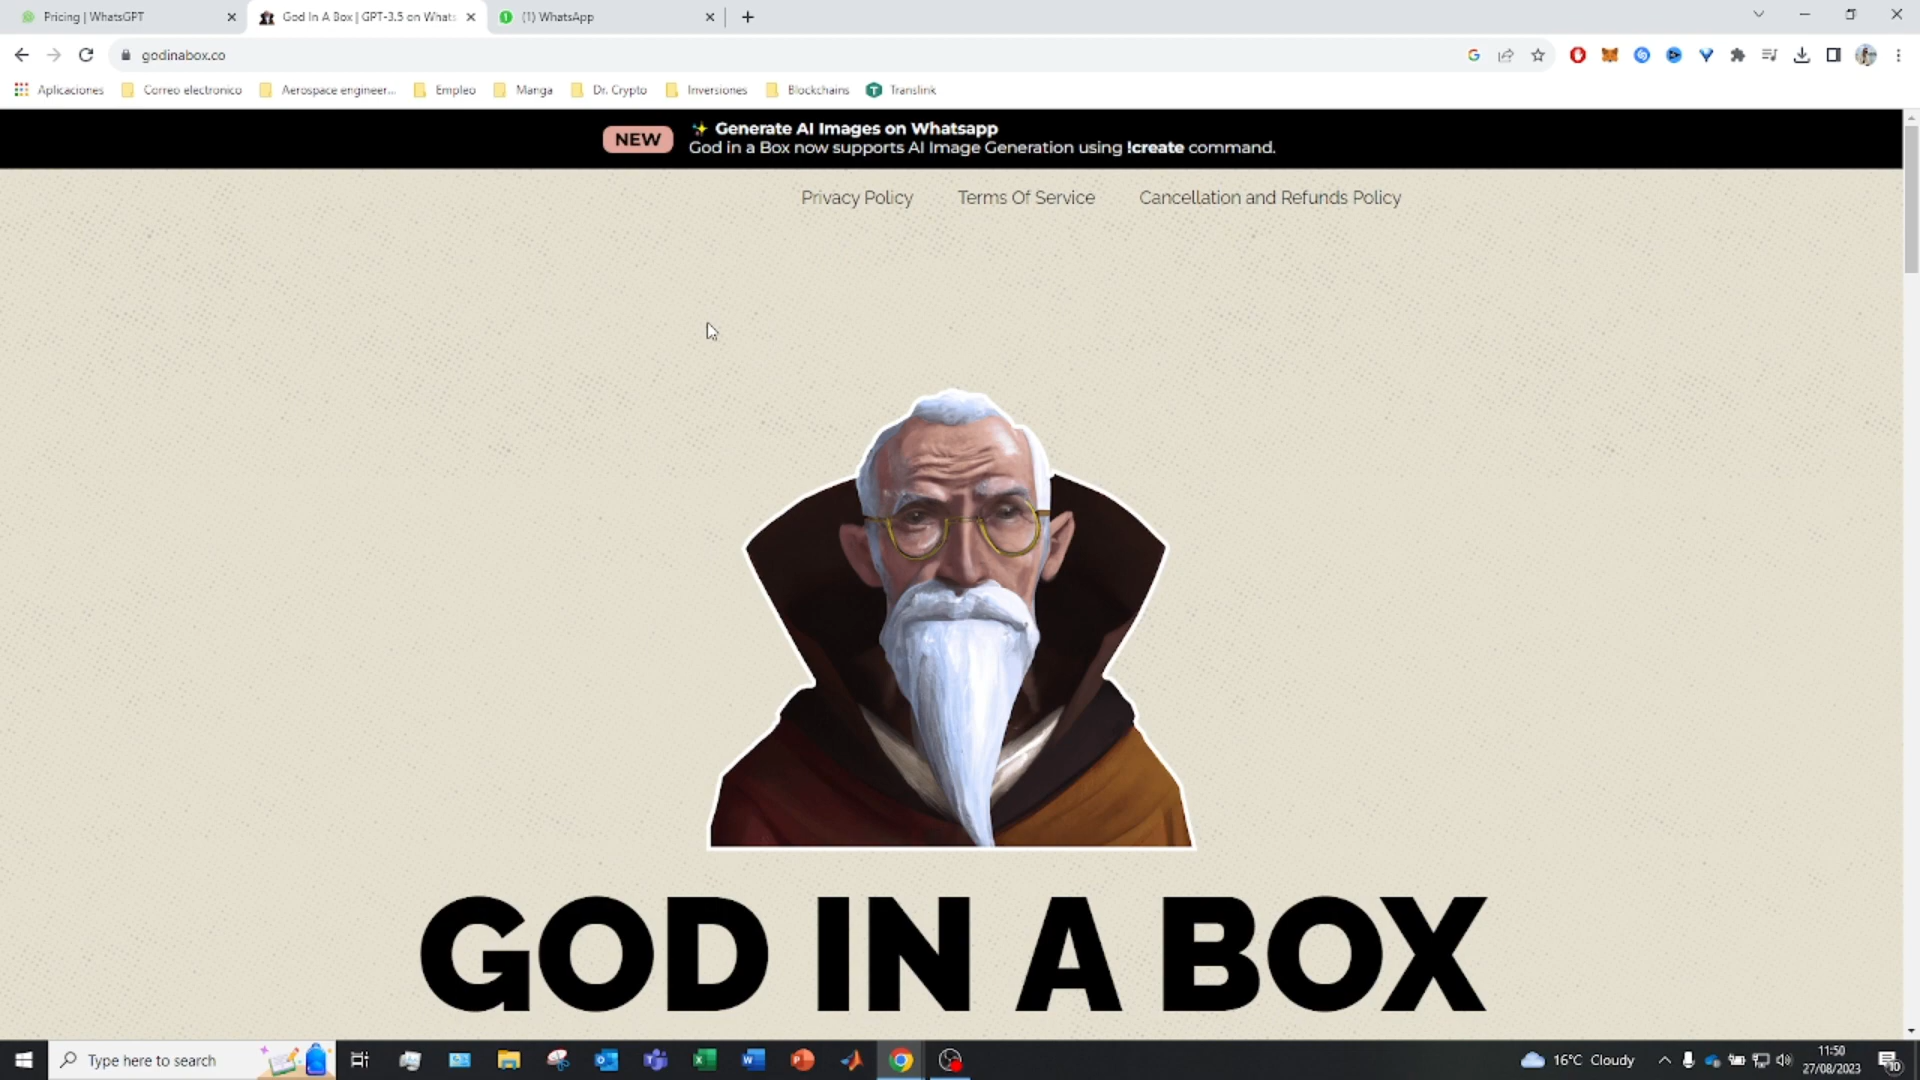 Pricing | WhatsGPT
God In A Box | GPT-3.5 on Whats
(1) WhatsApp
godinabox.co
Aplicaciones
Correo electronico
Aerospace engineer...
Empleo
Manga
Dr. Crypto
Inversiones
Blockchains
Translink
NEW
✨ Generate AI Images on Whatsapp
God in a Box now supports AI Image Generation using !create command.
Privacy Policy
Terms Of Service
Cancellation and Refunds Policy
GOD IN A BOX
Type here to search
16°C Cloudy
11:50
27/08/2023
10